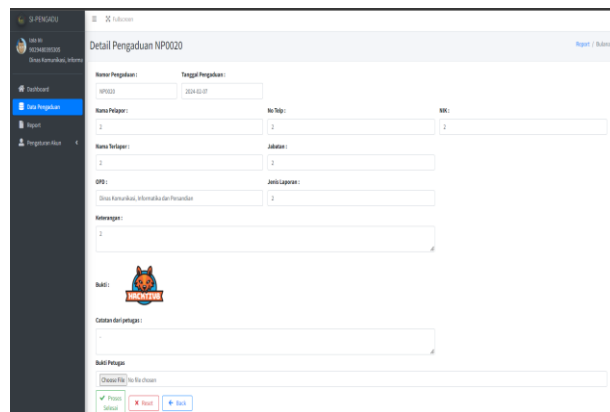 SI-PENGADU
☰ Fullscreen
Dinas Komunikasi, Informa
Detail Pengaduan NP0020
Report /
Dashboard
Data Pengaduan
Report
Pengaturan Akun
Nomor Pengaduan :
Tanggal Pengaduan :
NP0020
2024-02-07
Nama Pelapor :
No Telp :
NIK :
2
2
2
Nama Terlapor :
Jabatan :
2
2
OPD :
Jenis Laporan :
Dinas Komunikasi, Informatika dan Persandian
2
Keterangan :
2
Bukti :
HACKTIV8
Catatan dari petugas :
-
Bukti Petugas
Choose File No file chosen
Proses
Selesai
Reset
Back